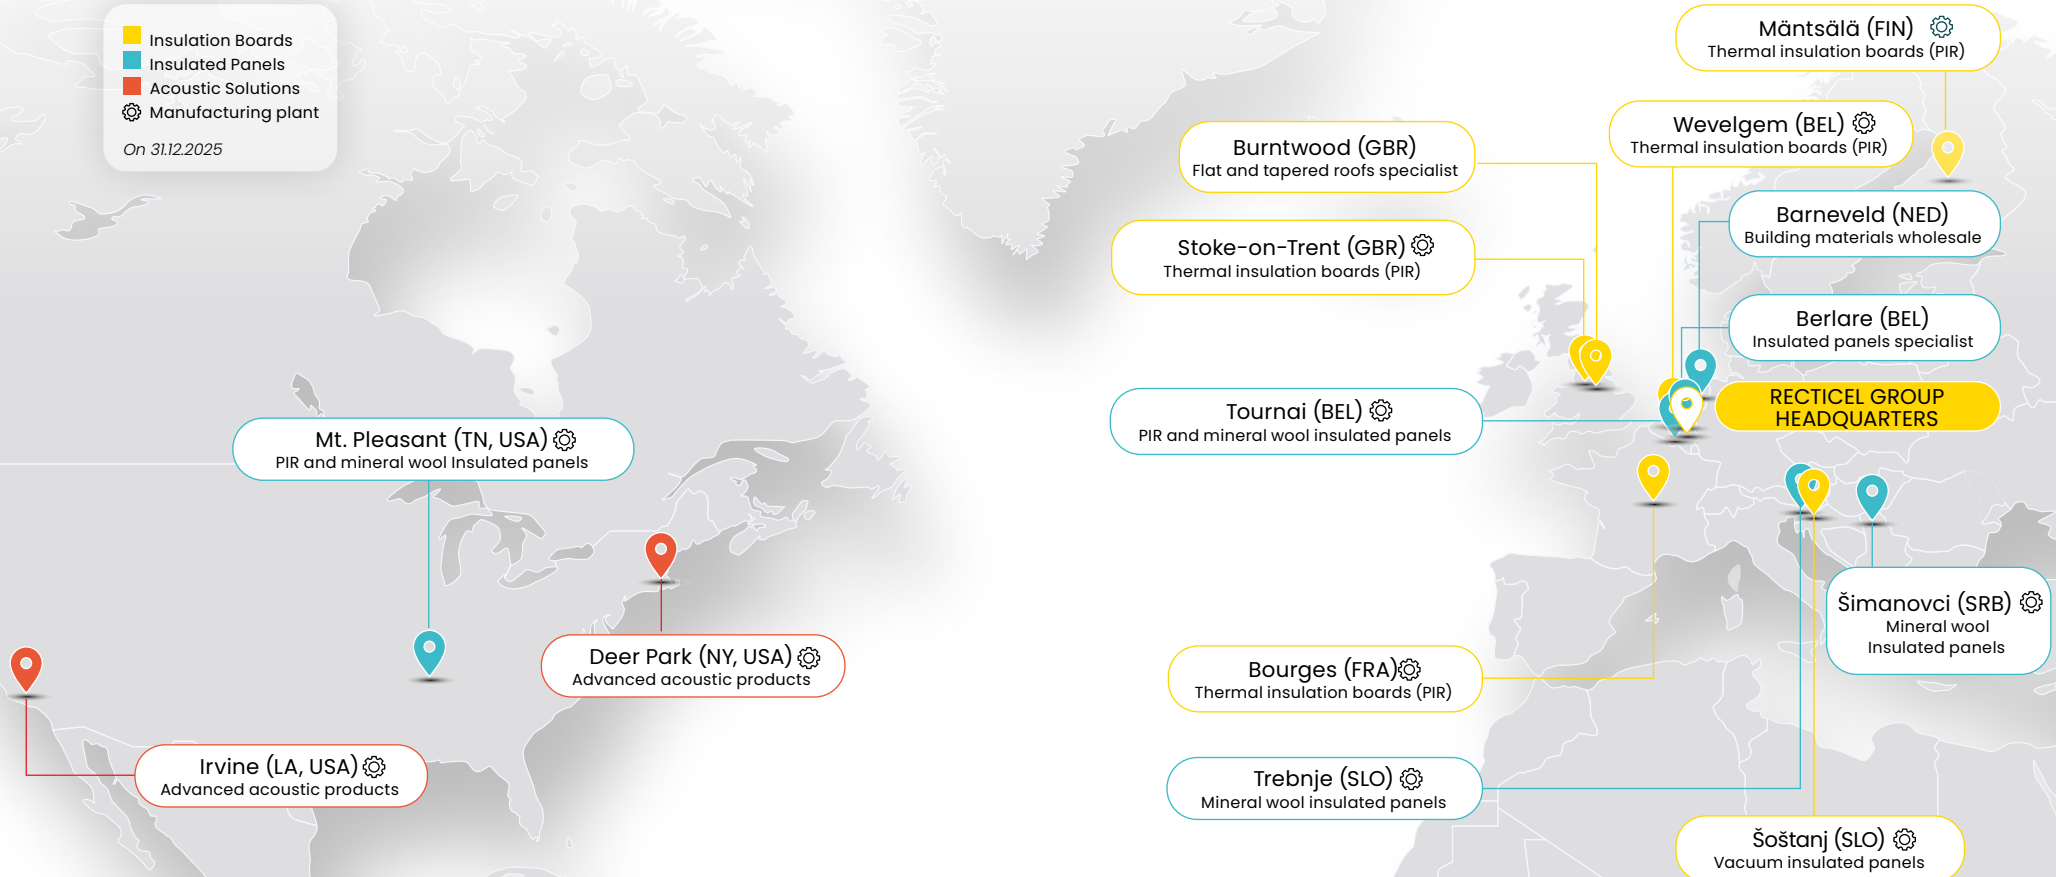 Insulation Boards
Insulated Panels
Acoustic Solutions
Manufacturing plant
On 31.12.2025
Mt. Pleasant (TN, USA)
PIR and mineral wool Insulated panels
Deer Park (NY, USA)
Advanced acoustic products
Irvine (LA, USA)
Advanced acoustic products
Mäntsälä (FIN)
Thermal insulation boards (PIR)
Wevelgem (BEL)
Thermal insulation boards (PIR)
Burntwood (GBR)
Flat and tapered roofs specialist
Barneveld (NED)
Building materials wholesale
Stoke-on-Trent (GBR)
Thermal insulation boards (PIR)
Berlare (BEL)
Insulated panels specialist
Tournai (BEL)
PIR and mineral wool insulated panels
RECTICEL GROUP
HEADQUARTERS
Šimanovci (SRB)
Mineral wool
Insulated panels
Bourges (FRA)
Thermal insulation boards (PIR)
Trebnje (SLO)
Mineral wool insulated panels
Šoštanj (SLO)
Vacuum insulated panels